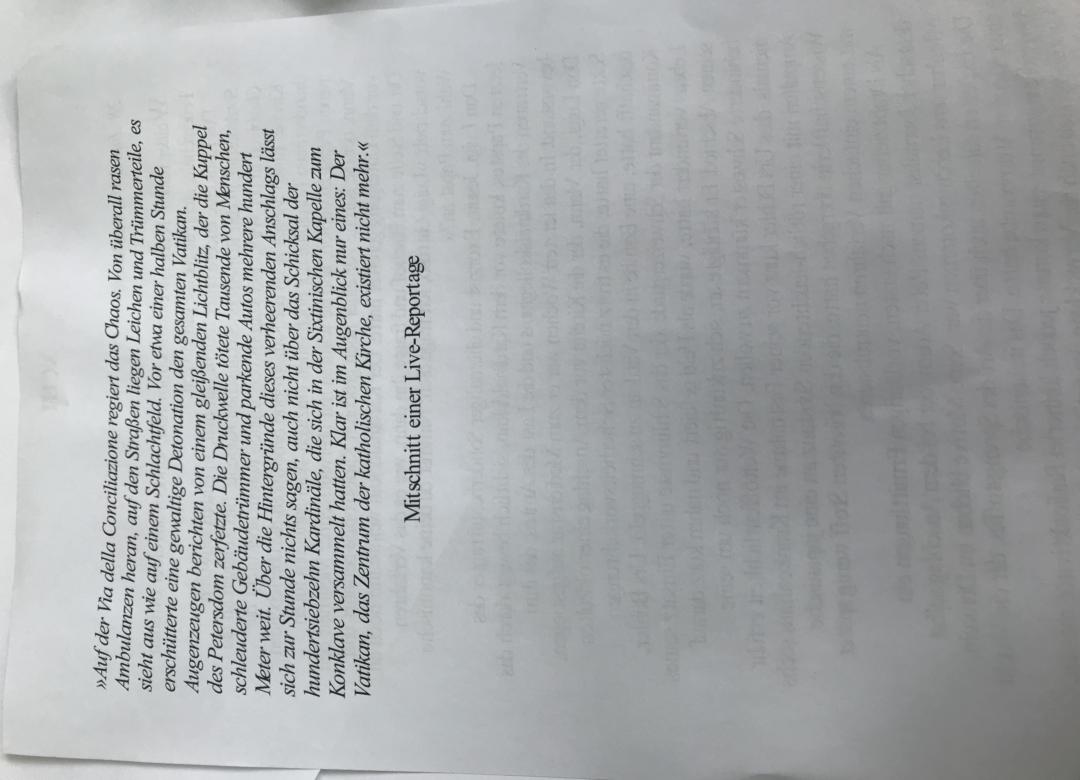 »Auf der Via della Conciliazione regiert das Chaos. Von überall rasen
Ambulanzen heran, auf den Straßen liegen Leichen und Trümmerteile, es
sieht aus wie auf einem Schlachtfeld. Vor etwa einer halben Stunde
erschütterte eine gewaltige Detonation den gesamten Vatikan.
Augenzeugen berichten von einem gleißenden Lichtblitz, der die Kuppel
des Petersdom zerfetzte. Die Druckwelle tötete Tausende von Menschen,
schleuderte Gebäudetrümmer und parkende Autos mehrere hundert
Meter weit. Über die Hintergründe dieses verheerenden Anschlags lässt
sich zur Stunde nichts sagen, auch nicht über das Schicksal der
hundertsiebzehn Kardinäle, die sich in der Sixtinischen Kapelle zum
Konklave versammelt hatten. Klar ist im Augenblick nur eines: Der
Vatikan, das Zentrum der katholischen Kirche, existiert nicht mehr.«
Mitschnitt einer Live-Reportage